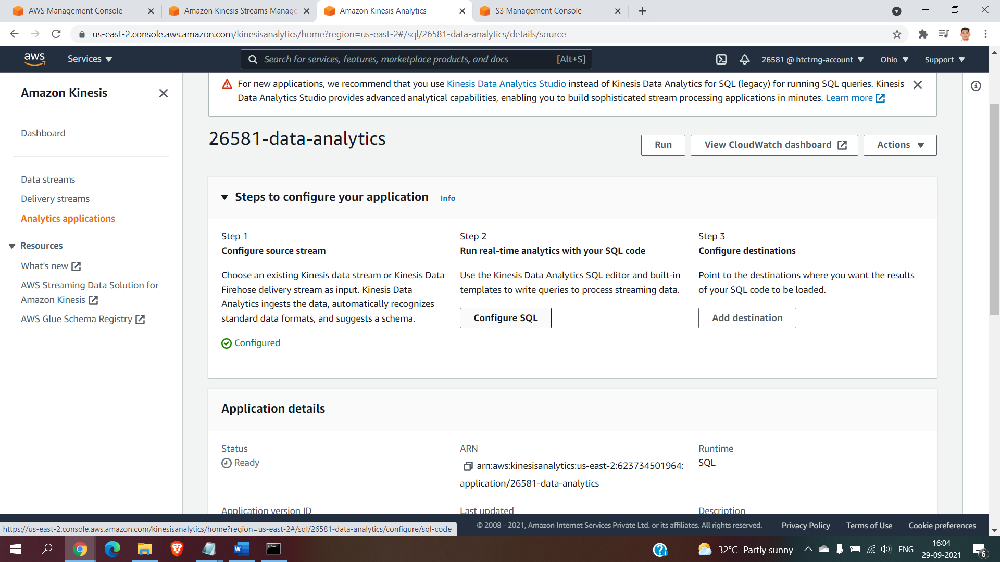 AWS Management Console
Amazon Kinesis Streams Manage
Amazon Kinesis Analytics
S3 Management Console
us-east-2.console.aws.amazon.com/kinesisanalytics/home?region=us-east-2#/sql/26581-data-analytics/details/source
aws
Services
Search for services, features, marketplace products, and docs [Alt+S]
26581 @ htctrng-account
Ohio
Support
Amazon Kinesis
Dashboard
Data streams
Delivery streams
Analytics applications
Resources
What's new
AWS Streaming Data Solution for
Amazon Kinesis
AWS Glue Schema Registry
For new applications, we recommend that you use Kinesis Data Analytics Studio instead of Kinesis Data Analytics for SQL (legacy) for running SQL queries. Kinesis
Data Analytics Studio provides advanced analytical capabilities, enabling you to build sophisticated stream processing applications in minutes. Learn more
26581-data-analytics
Run
View CloudWatch dashboard
Actions
Steps to configure your application Info
Step 1
Configure source stream
Choose an existing Kinesis data stream or Kinesis Data
Firehose delivery stream as input. Kinesis Data
Analytics ingests the data, automatically recognizes
standard data formats, and suggests a schema.
Configured
Step 2
Run real-time analytics with your SQL code
Use the Kinesis Data Analytics SQL editor and built-in
templates to write queries to process streaming data.
Configure SQL
Step 3
Configure destinations
Point to the destinations where you want the results
of your SQL code to be loaded.
Add destination
Application details
Status
Ready
ARN
arn:aws:kinesisanalytics:us-east-2:623734501964:
application/26581-data-analytics
Runtime
SQL
Application version ID
Last updated
Description
https://us-east-2.console.aws.amazon.com/kinesisanalytics/home?region=us-east-2#/sql/26581-data-analytics/configure/sql-code
© 2008 - 2021, Amazon Internet Services Private Ltd. or its affiliates. All rights reserved.
Privacy Policy
Terms of Use
Cookie preferences
32°C Partly sunny
ENG
16:04
29-09-2021
6